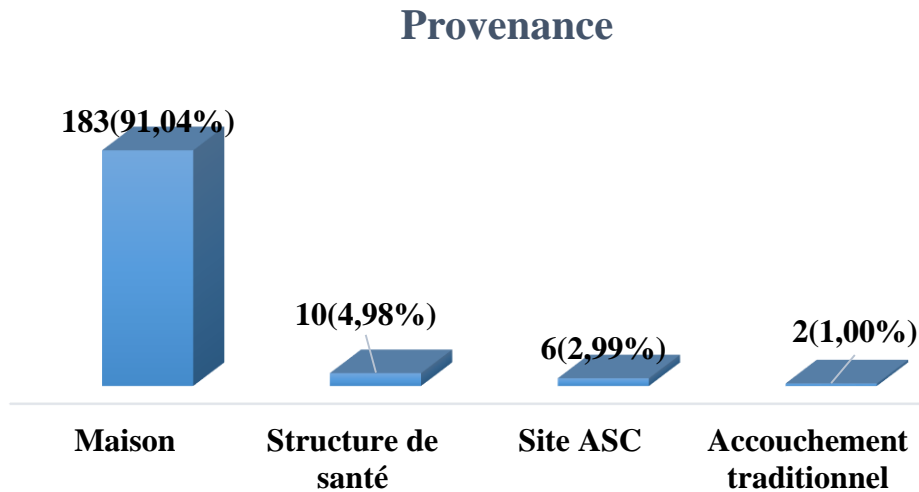 Provenance
183(91,04%)
10(4,98%)
6(2,99%)
2(1,00%)
Maison
Structure de
santé
Site ASC
Accouchement
traditionnel